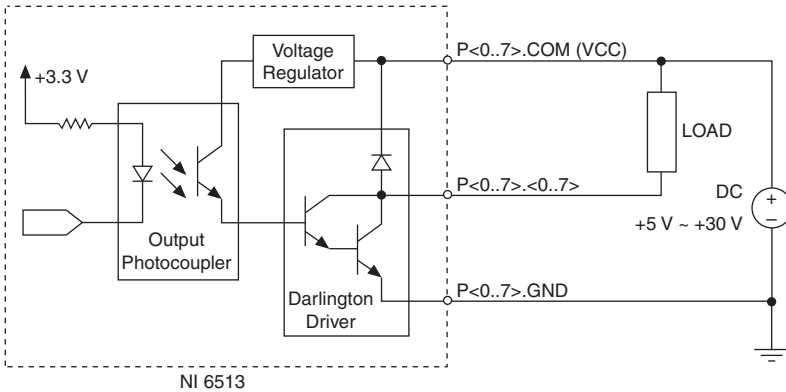 Voltage
Regulator
P<0..7>.COM (VCC)
+3.3 V
LOAD
P<0..7>.<0..7>
DC
+
–
+5 V ~ +30 V
Output
Photocoupler
Darlington
Driver
P<0..7>.GND
NI 6513